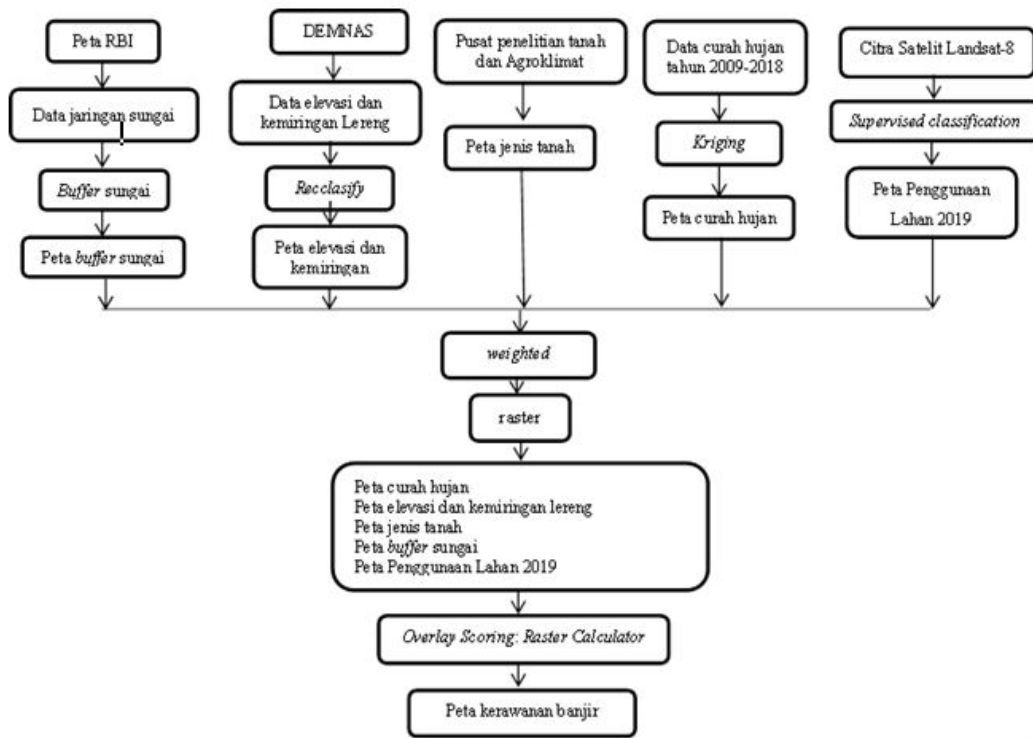 Peta RBI
Data jaringan sungai
Buffer sungai
Peta buffer sungai
DEMNAS
Data elevasi dan
kemiringan Lereng
Recclasify
Peta elevasi dan
kemiringan
Pusat penelitian tanah
dan Agroklimat
Peta jenis tanah
Data curah hujan
tahun 2009-2018
Kriging
Peta curah hujan
Citra Satelit Landsat-8
Supervised classification
Peta Penggunaan
Lahan 2019
weighted
raster
Peta curah hujan
Peta elevasi dan kemiringan lereng
Peta jenis tanah
Peta buffer sungai
Peta Penggunaan Lahan 2019
Overlay Scoring: Raster Calculator
Peta kerawanan banjir